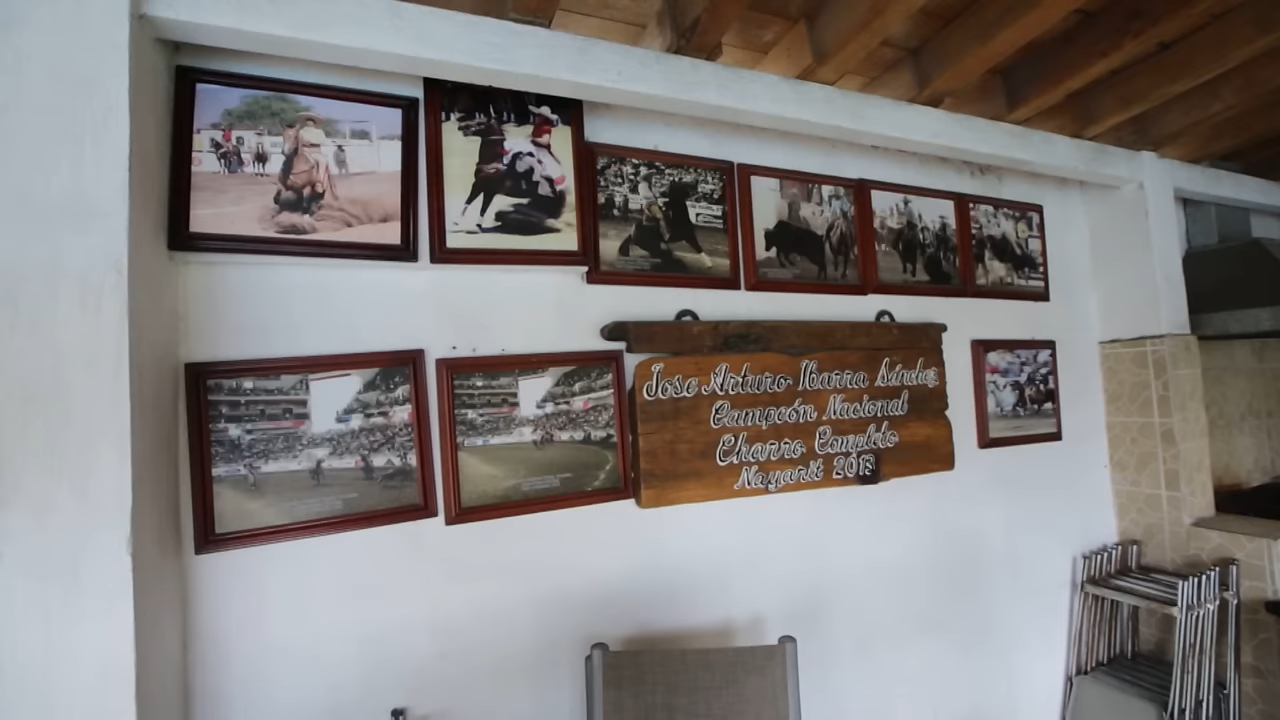 Jose Arturo Ibarra Sánchez
Campeón Nacional
Charro Completo
Nayarit 2013